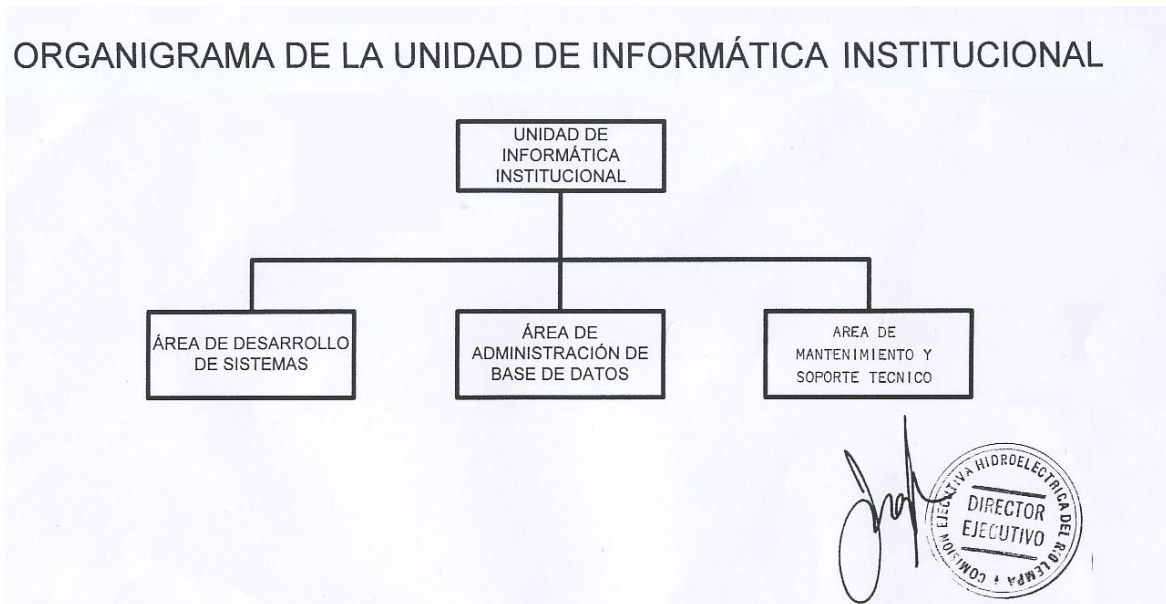 ORGANIGRAMA DE LA UNIDAD DE INFORMÁTICA INSTITUCIONAL
UNIDAD DE
INFORMÁTICA
INSTITUCIONAL
ÁREA DE DESARROLLO
DE SISTEMAS
ÁREA DE
ADMINISTRACIÓN DE
BASE DE DATOS
AREA DE
MANTENIMIENTO Y
SOPORTE TECNICO
COMISION EJECUTIVA HIDROELECTRICA DEL RIO LEMPA
DIRECTOR
EJECUTIVO